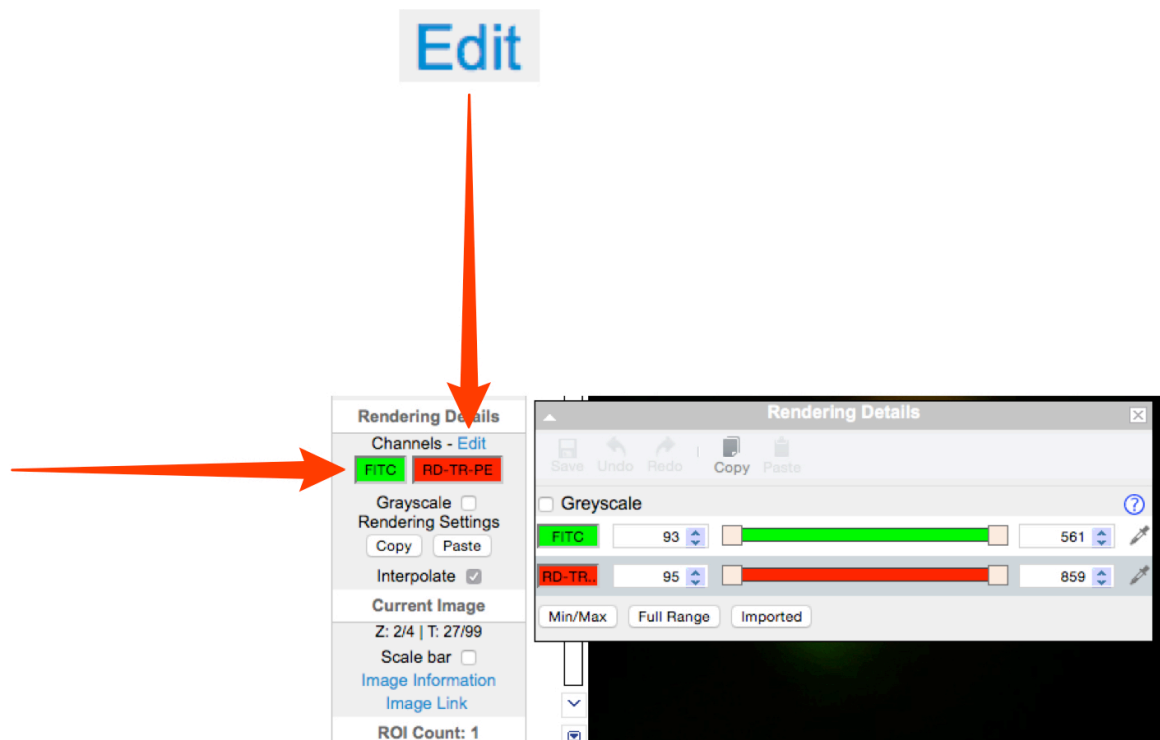 Edit
Rendering Details
Channels - Edit
FITC RD-TR-PE
Grayscale
Rendering Settings
Copy Paste
Interpolate
Current Image
Z: 2/4 | T: 27/99
Scale bar
Image Information
Image Link
ROI Count: 1
Rendering Details
Save Undo Redo Copy Paste
Greyscale ?
FITC 93 561
RD-TR.. 95 859
Min/Max Full Range Imported